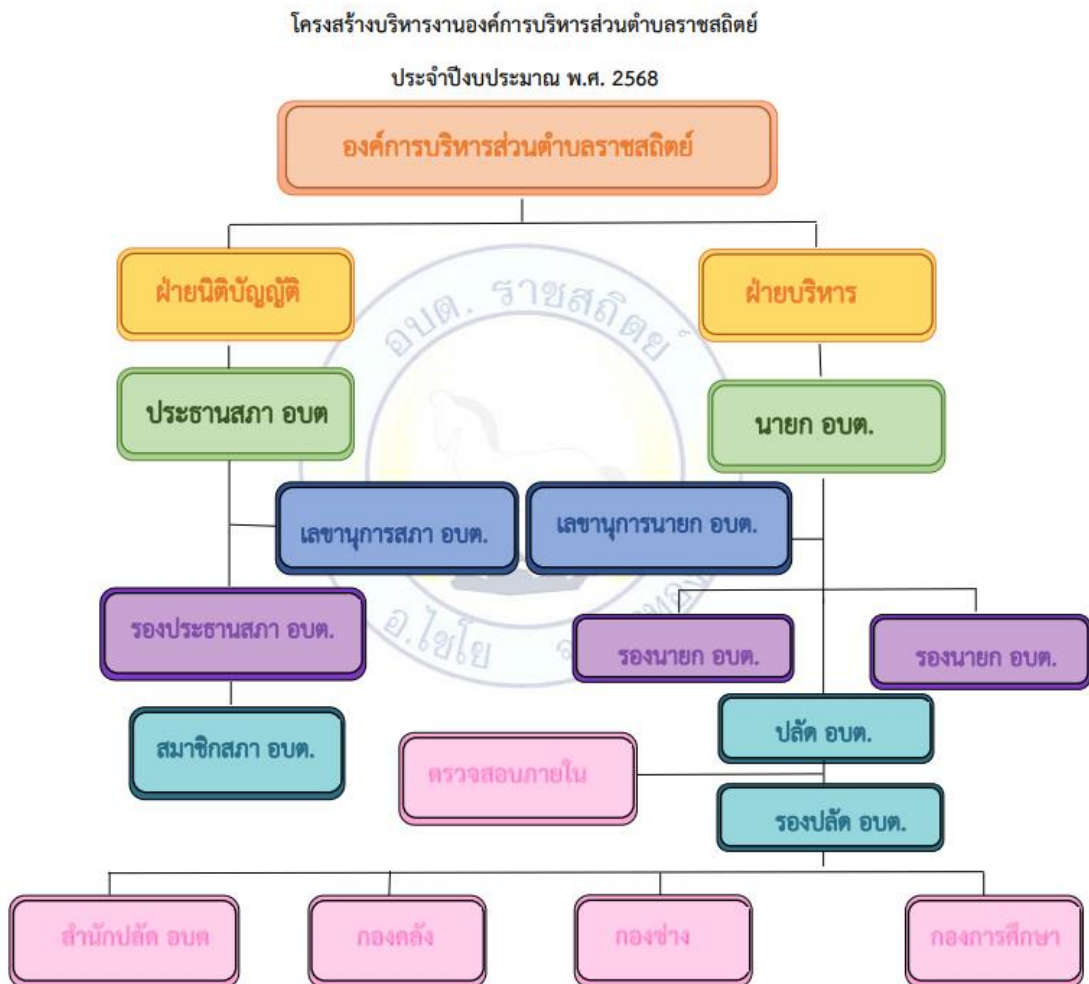 โครงสร้างบริหารงานองค์การบริหารส่วนตำบลราชสถิตย์
ประจำปีงบประมาณ พ.ศ. 2568
องค์การบริหารส่วนตำบลราชสถิตย์
ฝ่ายนิติบัญญัติ
ฝ่ายบริหาร
อบต. ราชสถิตย์
ประธานสภา อบต
นายก อบต.
เลขานุการสภา อบต.
เลขานุการนายก อบต.
อ.ไชโย
รองประธานสภา อบต.
รองนายก อบต.
รองนายก อบต.
สมาชิกสภา อบต.
ปลัด อบต.
ตรวจสอบภายใน
รองปลัด อบต.
สำนักปลัด อบต
กองคลัง
กองช่าง
กองการศึกษา